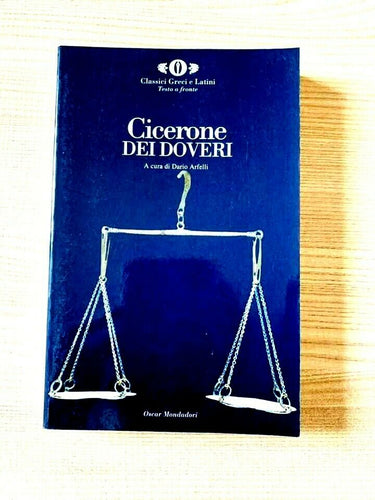 Classici Greci e Latini
Testo a fronte
Cicerone
DEI DOVERI
A cura di Dario Arfelli
Oscar Mondadori